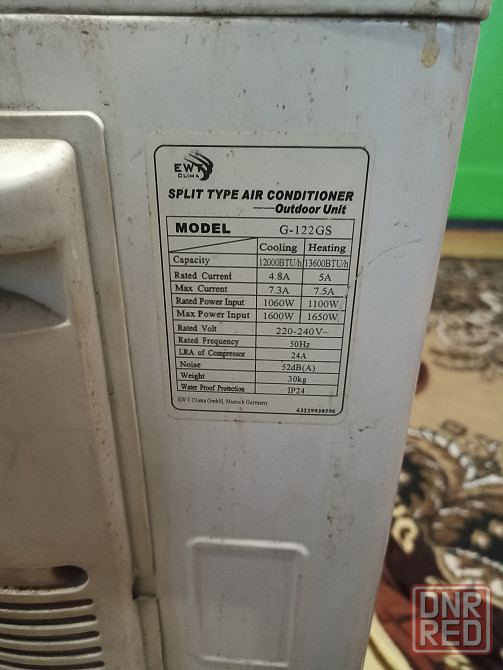 EWT
CLIMA
SPLIT TYPE AIR CONDITIONER
Outdoor Unit
MODEL G-122GS
Cooling Heating
Capacity 12000BTU/h 13600BTU/h
Rated Current 4.8A 5A
Max Current 7.3A 7.5A
Rated Power Input 1060W 1100W
Max Power Input 1600W 1650W
Rated Volt 220-240V~
Rated Frequency 50Hz
LRA of Compressor 24A
Noise 52dB(A)
Weight 30kg
Water Proof Protection IP24
EWT Clima GmbH, Munich Germany
DNR
RED